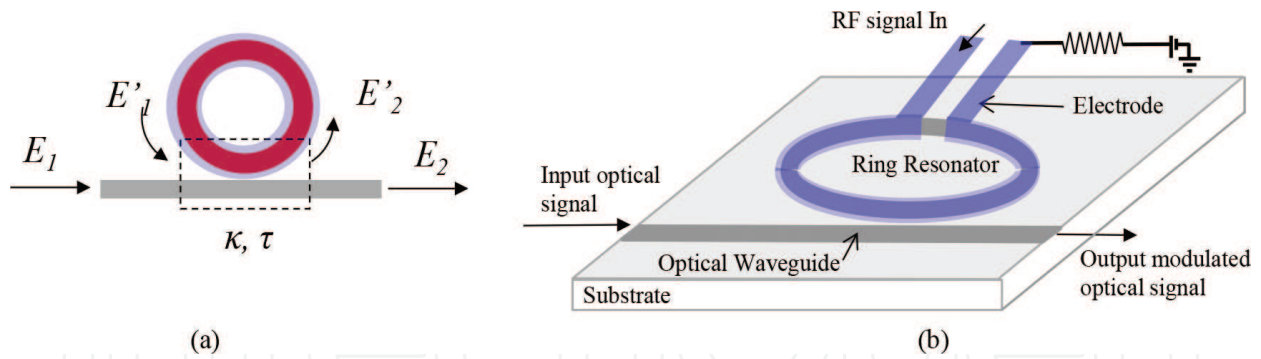 E'1
E'2
E1
E2
κ, τ
(a)
RF signal In
Electrode
Ring Resonator
Input optical
signal
Optical Waveguide
Output modulated
optical signal
Substrate
(b)